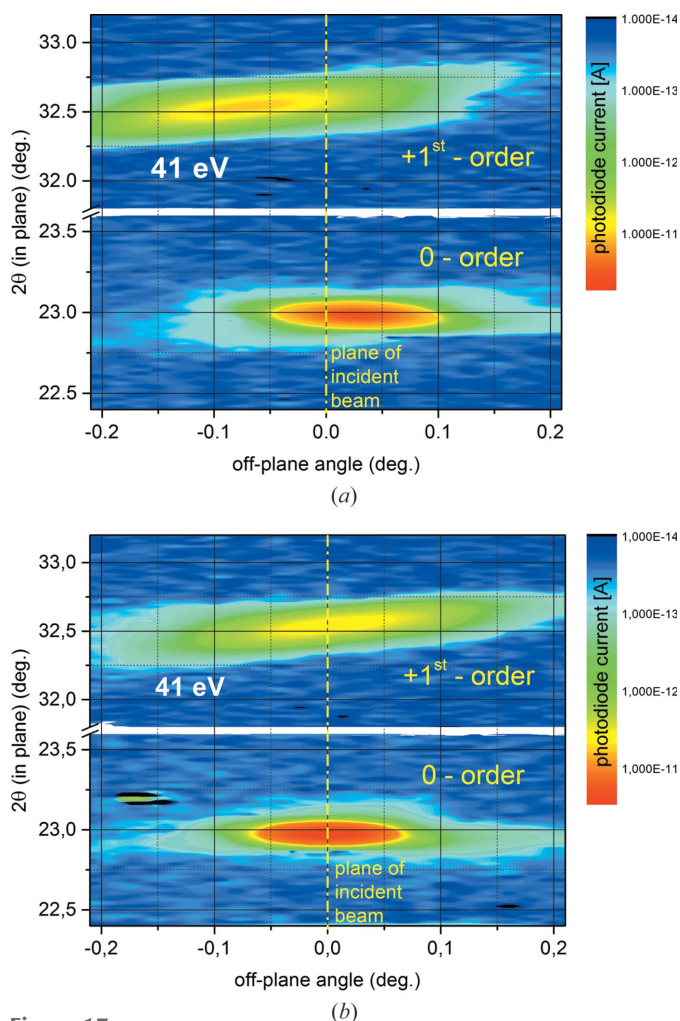 33.0
32.5
32.0
23.5
23.0
22.5
2θ (in plane) (deg.)
41 eV
+1st - order
0 - order
plane of
incident
beam
-0.2
-0.1
0.0
0.1
0.2
off-plane angle (deg.)
1.000E-14
1.000E-13
1.000E-12
1.000E-11
photodiode current [A]
(a)
33,0
32,5
32,0
23,5
23,0
22,5
2θ (in plane) (deg.)
41 eV
+1st - order
0 - order
plane of
incident
beam
-0,2
-0,1
0,0
0,1
0,2
off-plane angle (deg.)
1,000E-14
1,000E-13
1,000E-12
1,000E-11
photodiode current [A]
(b)